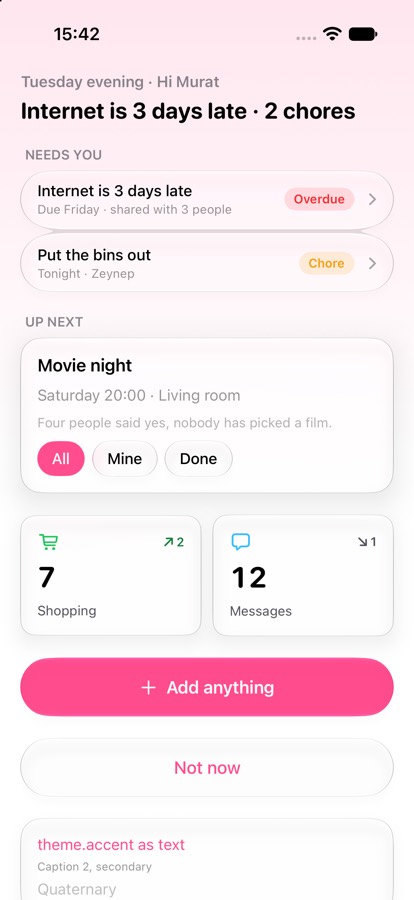 15:42
Tuesday evening · Hi Murat
Internet is 3 days late · 2 chores
NEEDS YOU
Internet is 3 days late
Due Friday · shared with 3 people
Overdue
Put the bins out
Tonight · Zeynep
Chore
UP NEXT
Movie night
Saturday 20:00 · Living room
Four people said yes, nobody has picked a film.
All
Mine
Done
2
7
Shopping
1
12
Messages
Add anything
Not now
theme.accent as text
Caption 2, secondary
Quaternary